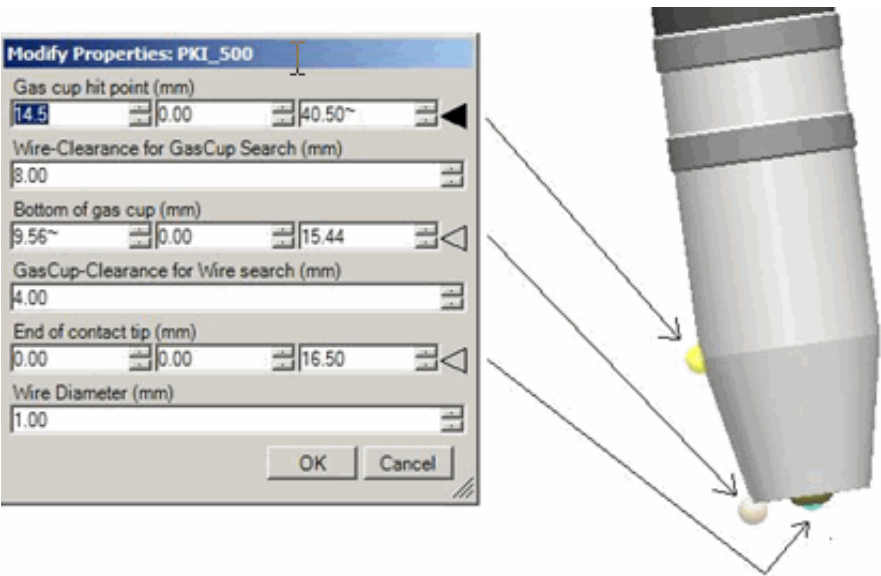 Modify Properties: PKI_500
Gas cup hit point (mm)
14.5 0.00 40.50~
Wire-Clearance for GasCup Search (mm)
8.00
Bottom of gas cup (mm)
9.56~ 0.00 15.44
GasCup-Clearance for Wire search (mm)
4.00
End of contact tip (mm)
0.00 0.00 16.50
Wire Diameter (mm)
1.00
OK Cancel